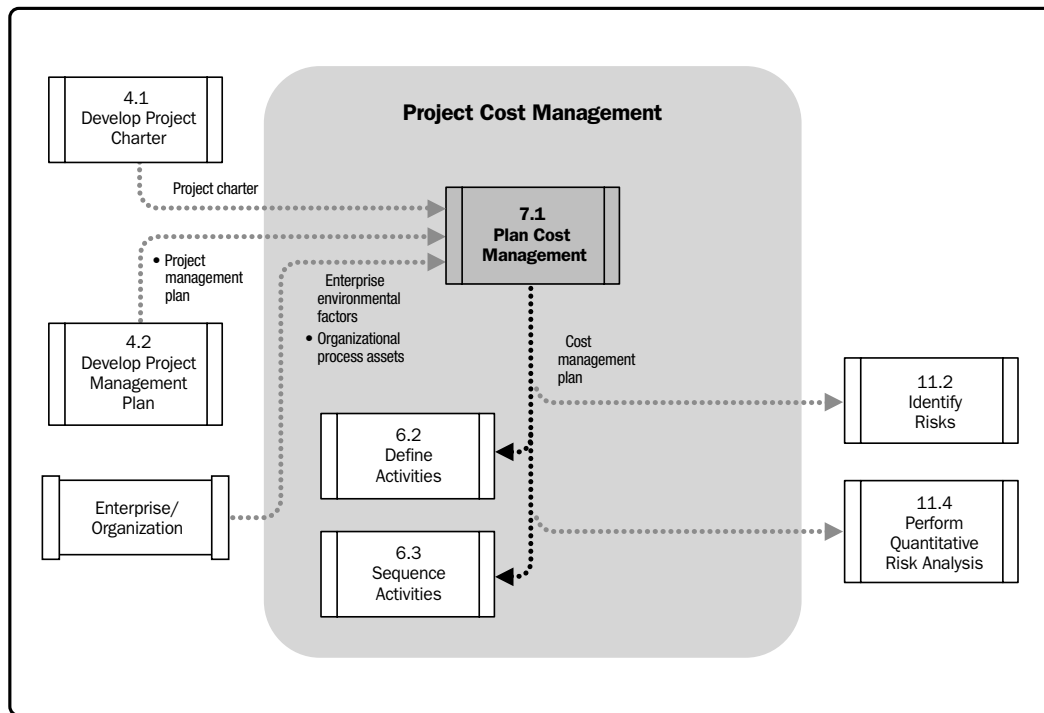 Project Cost Management
4.1
Develop Project
Charter
Project charter
7.1
Plan Cost
Management
• Project
management
plan
Enterprise
environmental
factors
• Organizational
process assets
4.2
Develop Project
Management
Plan
Cost
management
plan
11.2
Identify
Risks
6.2
Define
Activities
Enterprise/
Organization
11.4
Perform
Quantitative
Risk Analysis
6.3
Sequence
Activities